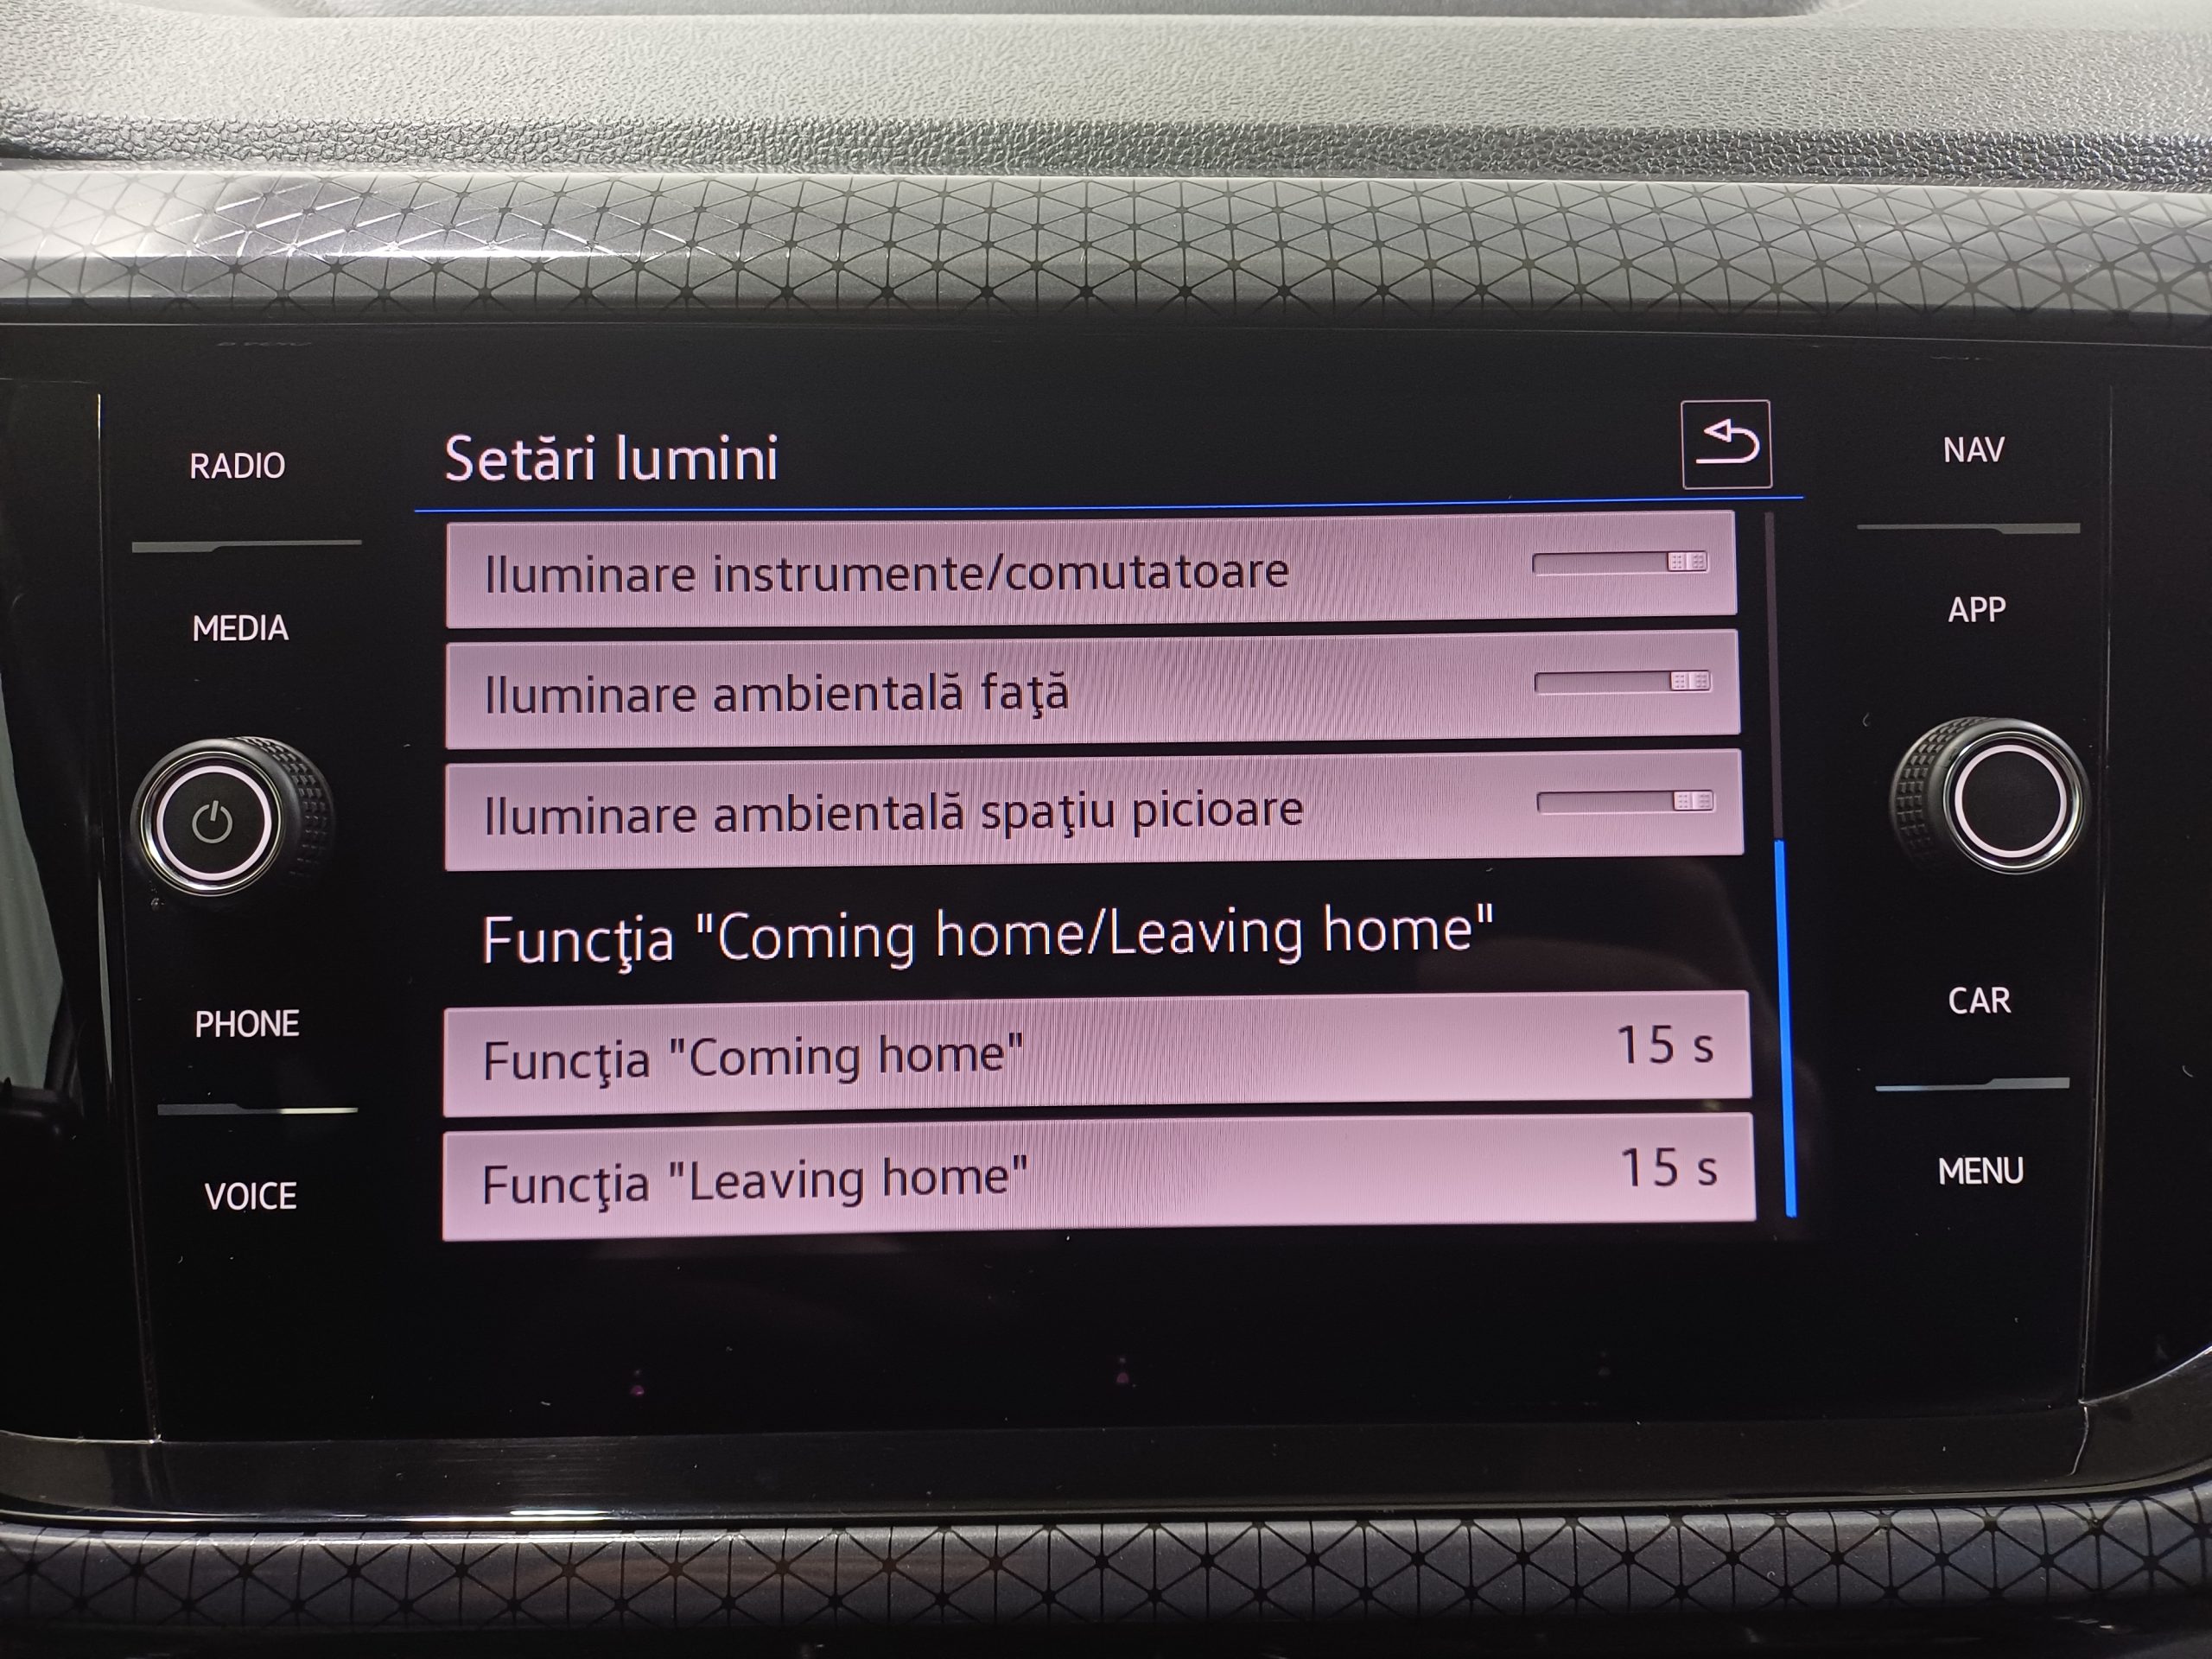 RADIO
MEDIA
PHONE
VOICE
Setări lumini
Iluminare instrumente/comutatoare
Iluminare ambientală faţă
Iluminare ambientală spaţiu picioare
Funcţia "Coming home/Leaving home"
Funcţia "Coming home" 15 s
Funcţia "Leaving home" 15 s
NAV
APP
CAR
MENU